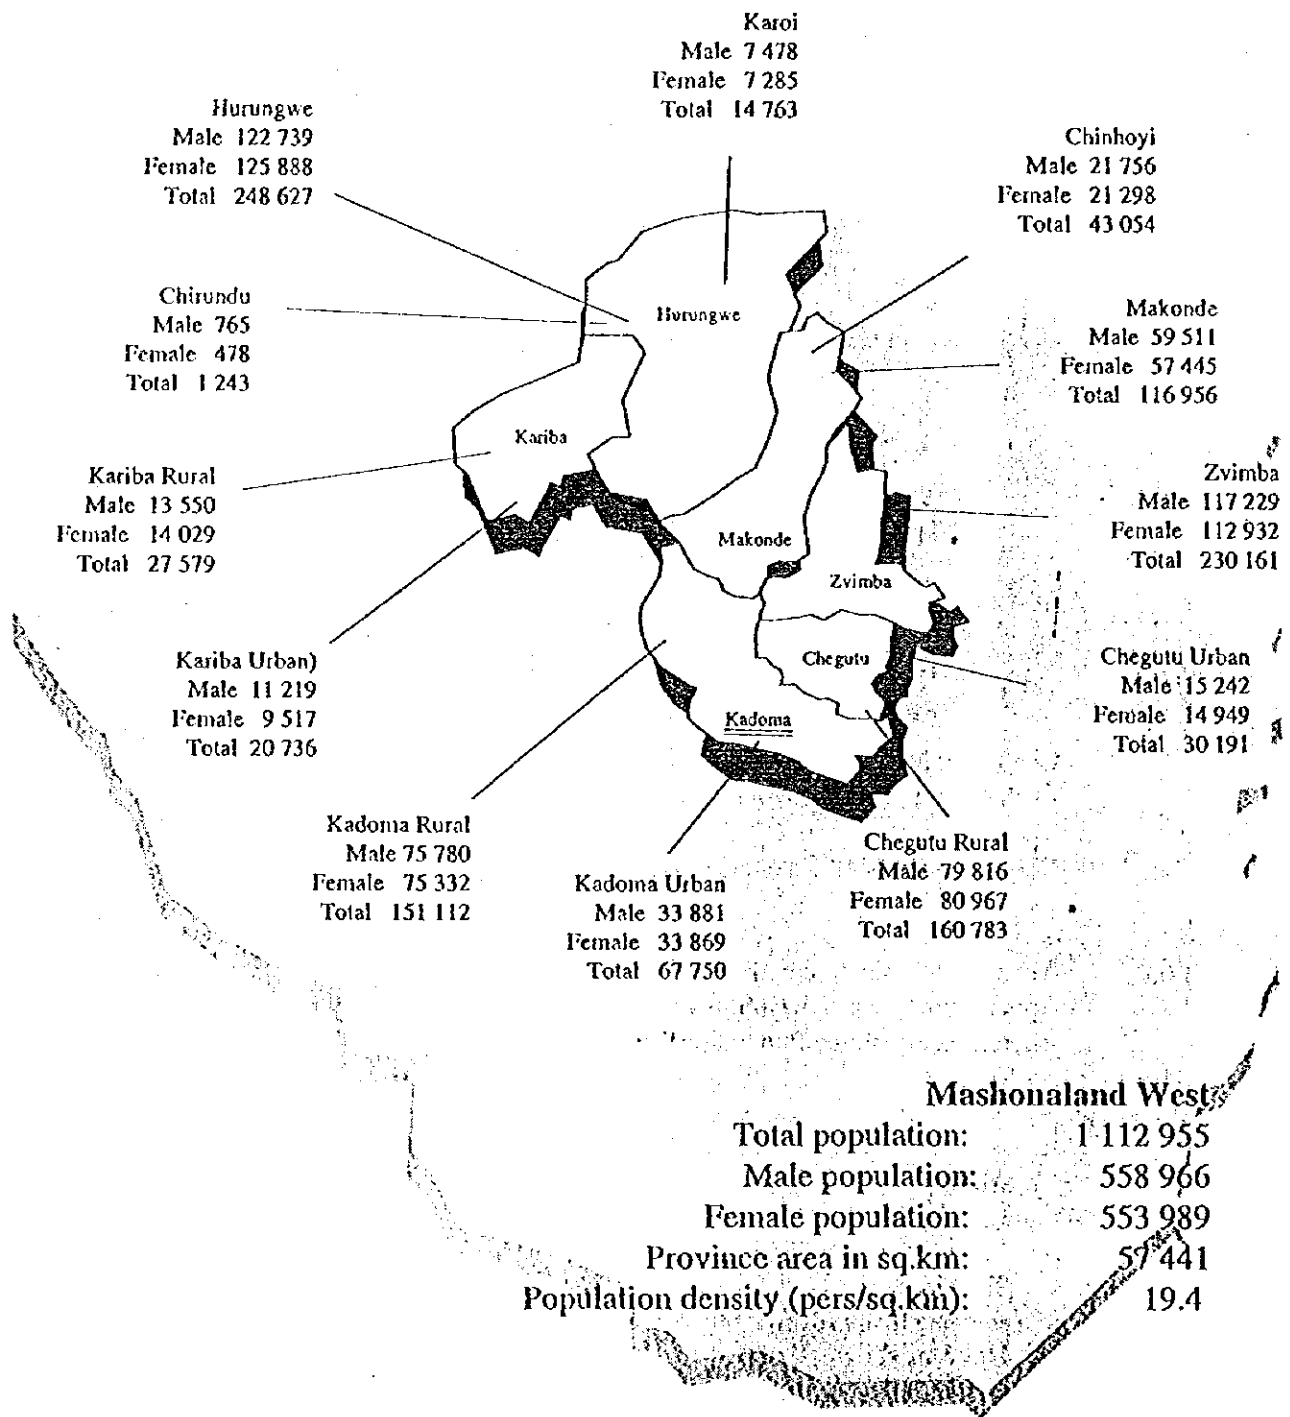 Karoi
Male 7 478
Female 7 285
Total 14 763
Hurungwe
Male 122 739
Female 125 888
Total 248 627
Chinhoyi
Male 21 756
Female 21 298
Total 43 054
Chirundu
Male 765
Female 478
Total 1 243
Hurungwe
Makonde
Male 59 511
Female 57 445
Total 116 956
Kariba
Kariba Rural
Male 13 550
Female 14 029
Total 27 579
Zvimba
Male 117 229
Female 112 932
Total 230 161
Makonde
Zvimba
Kariba Urban)
Male 11 219
Female 9 517
Total 20 736
Chegutu
Chegutu Urban
Male 15 242
Female 14 949
Total 30 191
Kadoma
Kadoma Rural
Male 75 780
Female 75 332
Total 151 112
Kadoma Urban
Male 33 881
Female 33 869
Total 67 750
Chegutu Rural
Male 79 816
Female 80 967
Total 160 783
Mashonaland West
Total population: 1 112 955
Male population: 558 966
Female population: 553 989
Province area in sq.km: 57 441
Population density (pers/sq.km): 19.4